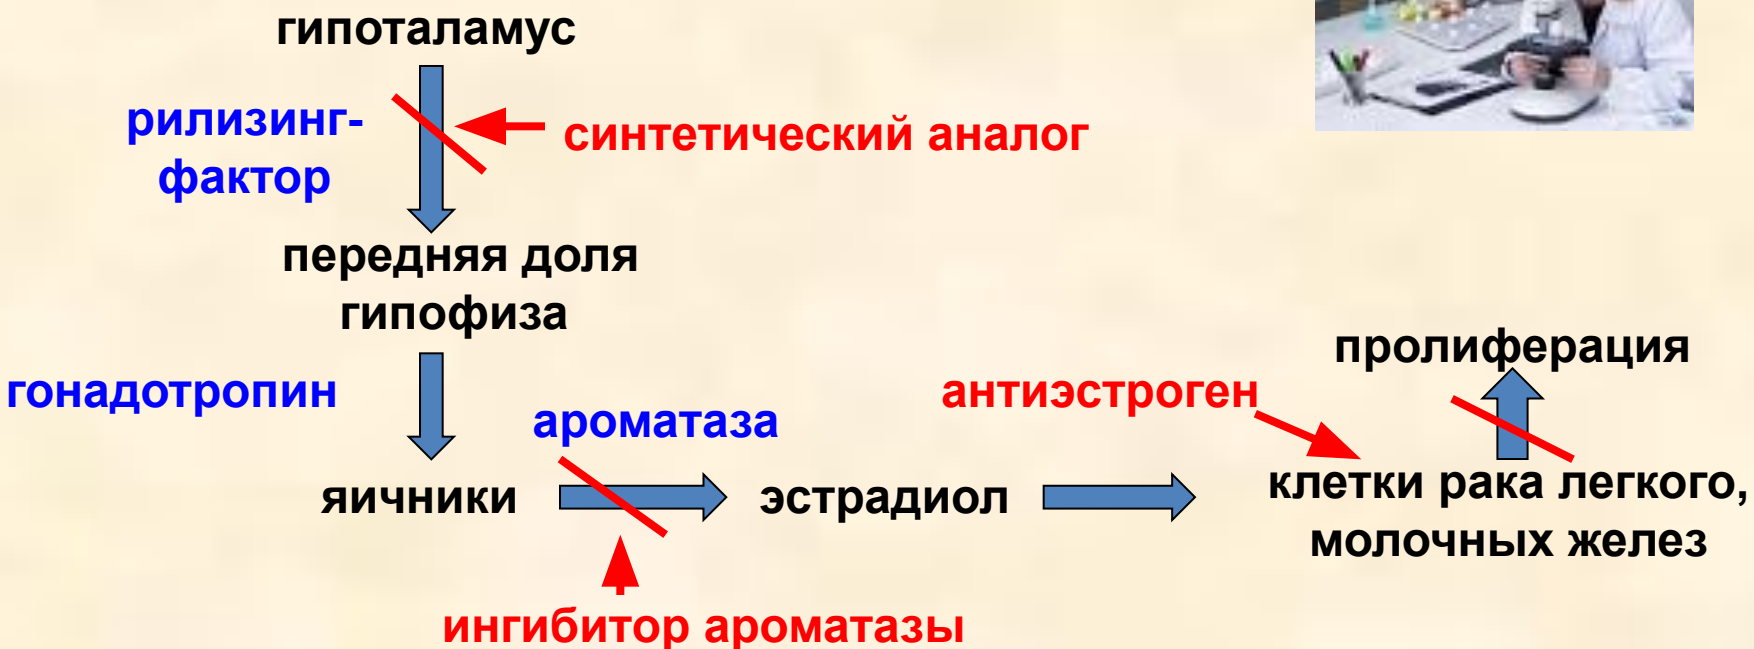 гипоталамус
рилизинг-
фактор
синтетический аналог
передняя доля
гипофиза
гонадотропин
ароматаза
антиэстроген
пролиферация
яичники
эстрадиол
клетки рака легкого,
молочных желез
ингибитор ароматазы